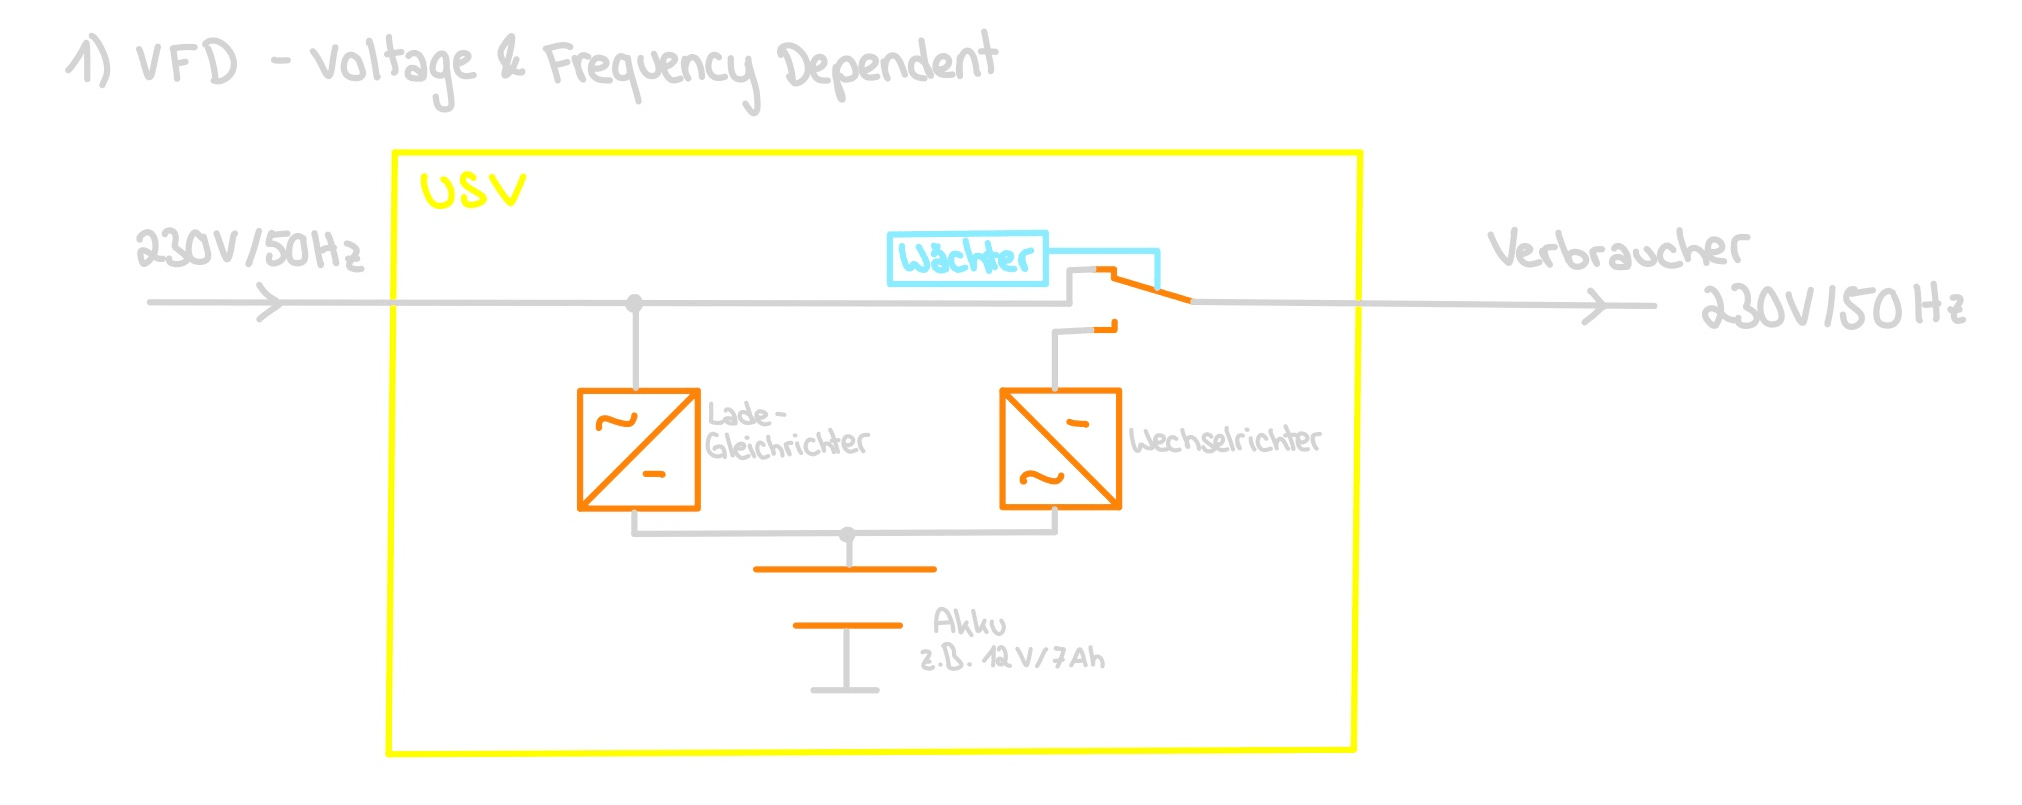 1) VFD - Voltage & Frequency Dependent
USV
230V/50Hz
Wächter
Verbraucher
230V/50Hz
~
-
Lade-
Gleichrichter
-
~
Wechselrichter
Akku
z.B. 12V/7Ah